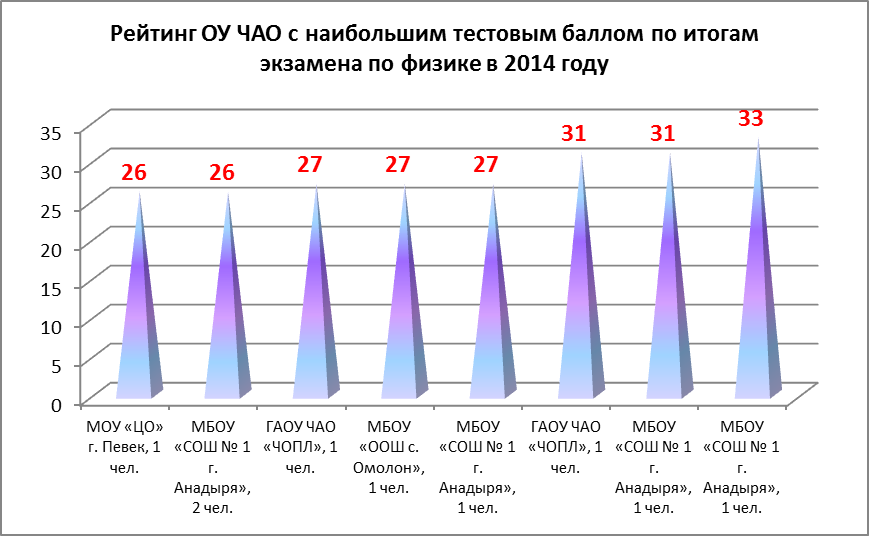 Рейтинг ОУ ЧАО с наибольшим тестовым баллом по итогам
экзамена по физике в 2014 году
35
30
25
20
15
10
5
0
26
26
27
27
27
31
31
33
МОУ «ЦО»
г. Певек, 1
чел.
МБОУ
«СОШ № 1
г.
Анадыря»,
2 чел.
ГАОУ ЧАО
«ЧОПЛ», 1
чел.
МБОУ
«ООШ с.
Омолон»,
1 чел.
МБОУ
«СОШ № 1
г.
Анадыря»,
1 чел.
ГАОУ ЧАО
«ЧОПЛ», 1
чел.
МБОУ
«СОШ № 1
г.
Анадыря»,
1 чел.
МБОУ
«СОШ № 1
г.
Анадыря»,
1 чел.